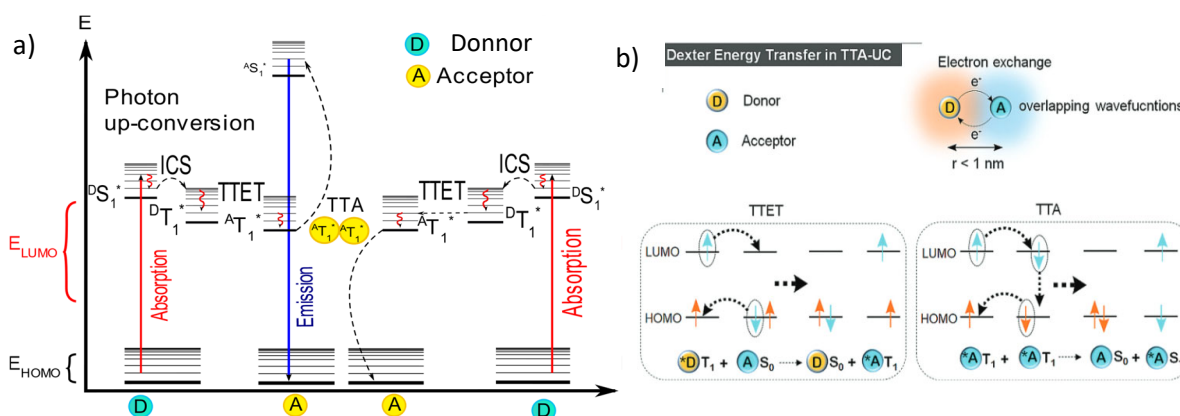 a)
E
D Donnor
A Acceptor
Photon
up-conversion
ᴬS₁*
ICS
TTET
TTA
TTET
ICS
ᴰS₁*
ᴰT₁*
ᴬT₁*
ᴬT₁* ᴬT₁*
ᴬT₁*
ᴰT₁*
ᴰS₁*
E_LUMO
Absorption
Emission
Absorption
E_HOMO
D
A
A
D
b)
Dexter Energy Transfer in TTA-UC
D Donor
A Acceptor
Electron exchange
e⁻
D A
overlapping wavefucntions
e⁻
r < 1 nm
TTET
LUMO
HOMO
*D T₁ + A S₀ D S₀ + *A T₁
TTA
LUMO
HOMO
*A T₁ + *A T₁ A S₀ + *A S